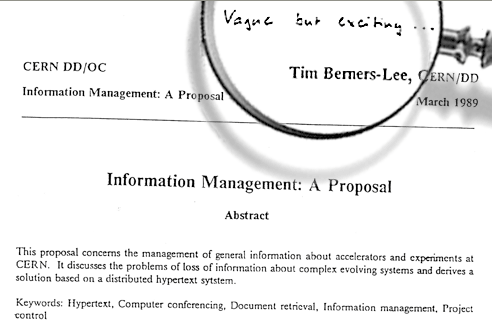 Vague but exciting ...
CERN DD/OC
Tim Berners-Lee, CERN/DD
Information Management: A Proposal
March 1989
Information Management: A Proposal
Abstract
This proposal concerns the management of general information about accelerators and experiments at
CERN. It discusses the problems of loss of information about complex evolving systems and derives a
solution based on a distributed hypertext sytstem.
Keywords: Hypertext, Computer conferencing, Document retrieval, Information management, Project
control